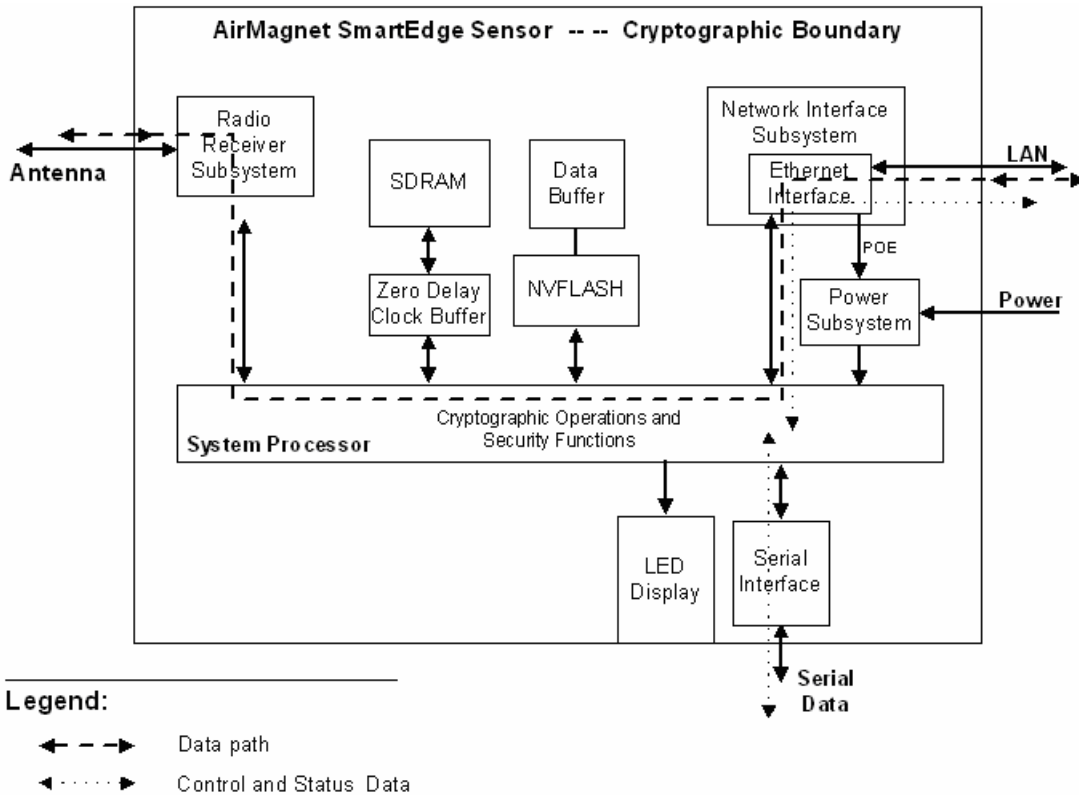 AirMagnet SmartEdge Sensor -- -- Cryptographic Boundary
Radio
Receiver
Subsystem
Antenna
SDRAM
Data
Buffer
Network Interface
Subsystem
Ethernet
Interface
LAN
POE
Zero Delay
Clock Buffer
NVFLASH
Power
Subsystem
Power
Cryptographic Operations and
Security Functions
System Processor
LED
Display
Serial
Interface
Serial
Data
Legend:
Data path
Control and Status Data